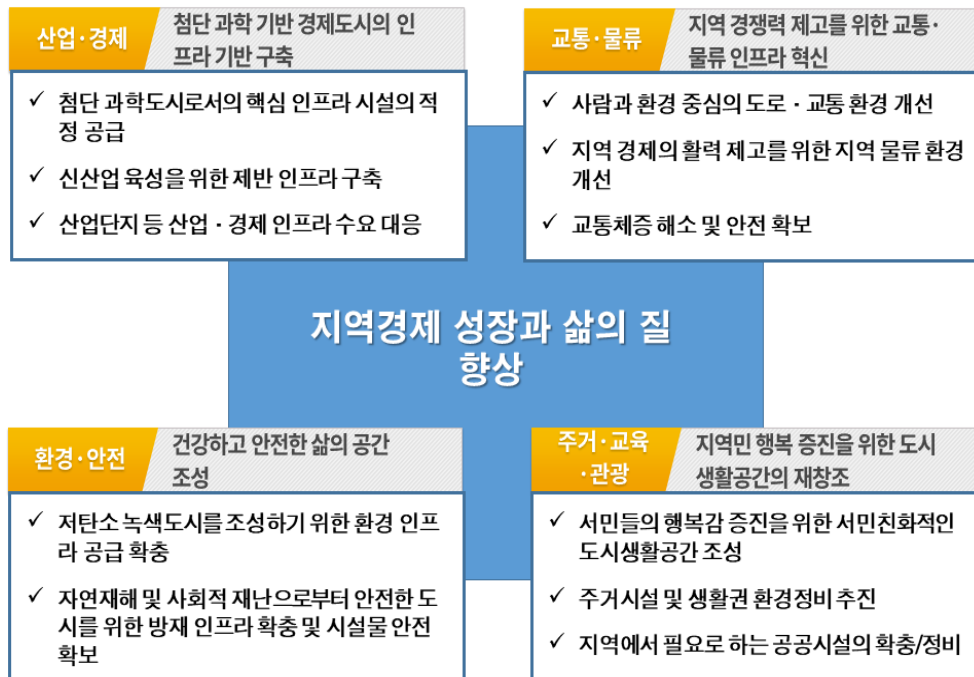 산업·경제
첨단 과학 기반 경제도시의 인
프라 기반 구축
✓ 첨단 과학도시로서의 핵심 인프라 시설의 적
정 공급
✓ 신산업 육성을 위한 제반 인프라 구축
✓ 산업단지 등 산업·경제 인프라 수요 대응
교통·물류
지역 경쟁력 제고를 위한 교통·
물류 인프라 혁신
✓ 사람과 환경 중심의 도로·교통 환경 개선
✓ 지역 경제의 활력 제고를 위한 지역 물류 환경
개선
✓ 교통체증 해소 및 안전 확보
지역경제 성장과 삶의 질
향상
환경·안전
건강하고 안전한 삶의 공간
조성
✓ 저탄소 녹색도시를 조성하기 위한 환경 인프
라 공급 확충
✓ 자연재해 및 사회적 재난으로부터 안전한 도
시를 위한 방재 인프라 확충 및 시설물 안전
확보
주거·교육
·관광
지역민 행복 증진을 위한 도시
생활공간의 재창조
✓ 서민들의 행복감 증진을 위한 서민친화적인
도시생활공간 조성
✓ 주거시설 및 생활권 환경정비 추진
✓ 지역에서 필요로 하는 공공시설의 확충/정비